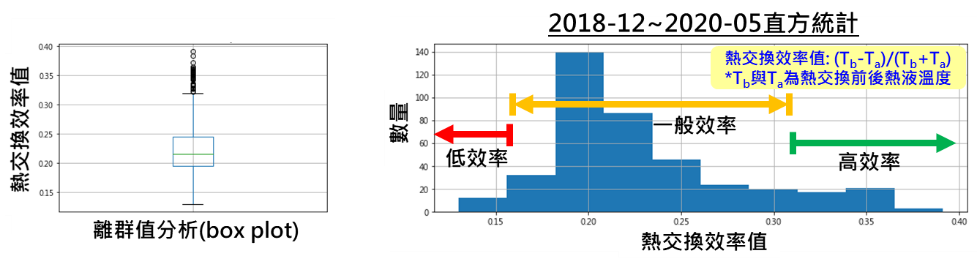 熱交換效率值
0.40
0.35
0.30
0.25
0.20
0.15
離群值分析(box plot)
2018-12~2020-05直方統計
數量
140
120
100
80
60
40
20
0
熱交換效率值: (Tb-Ta)/(Tb+Ta)
*Tb與Ta為熱交換前後熱液溫度
一般效率
低效率
高效率
0.15
0.20
0.25
0.30
0.35
0.40
熱交換效率值